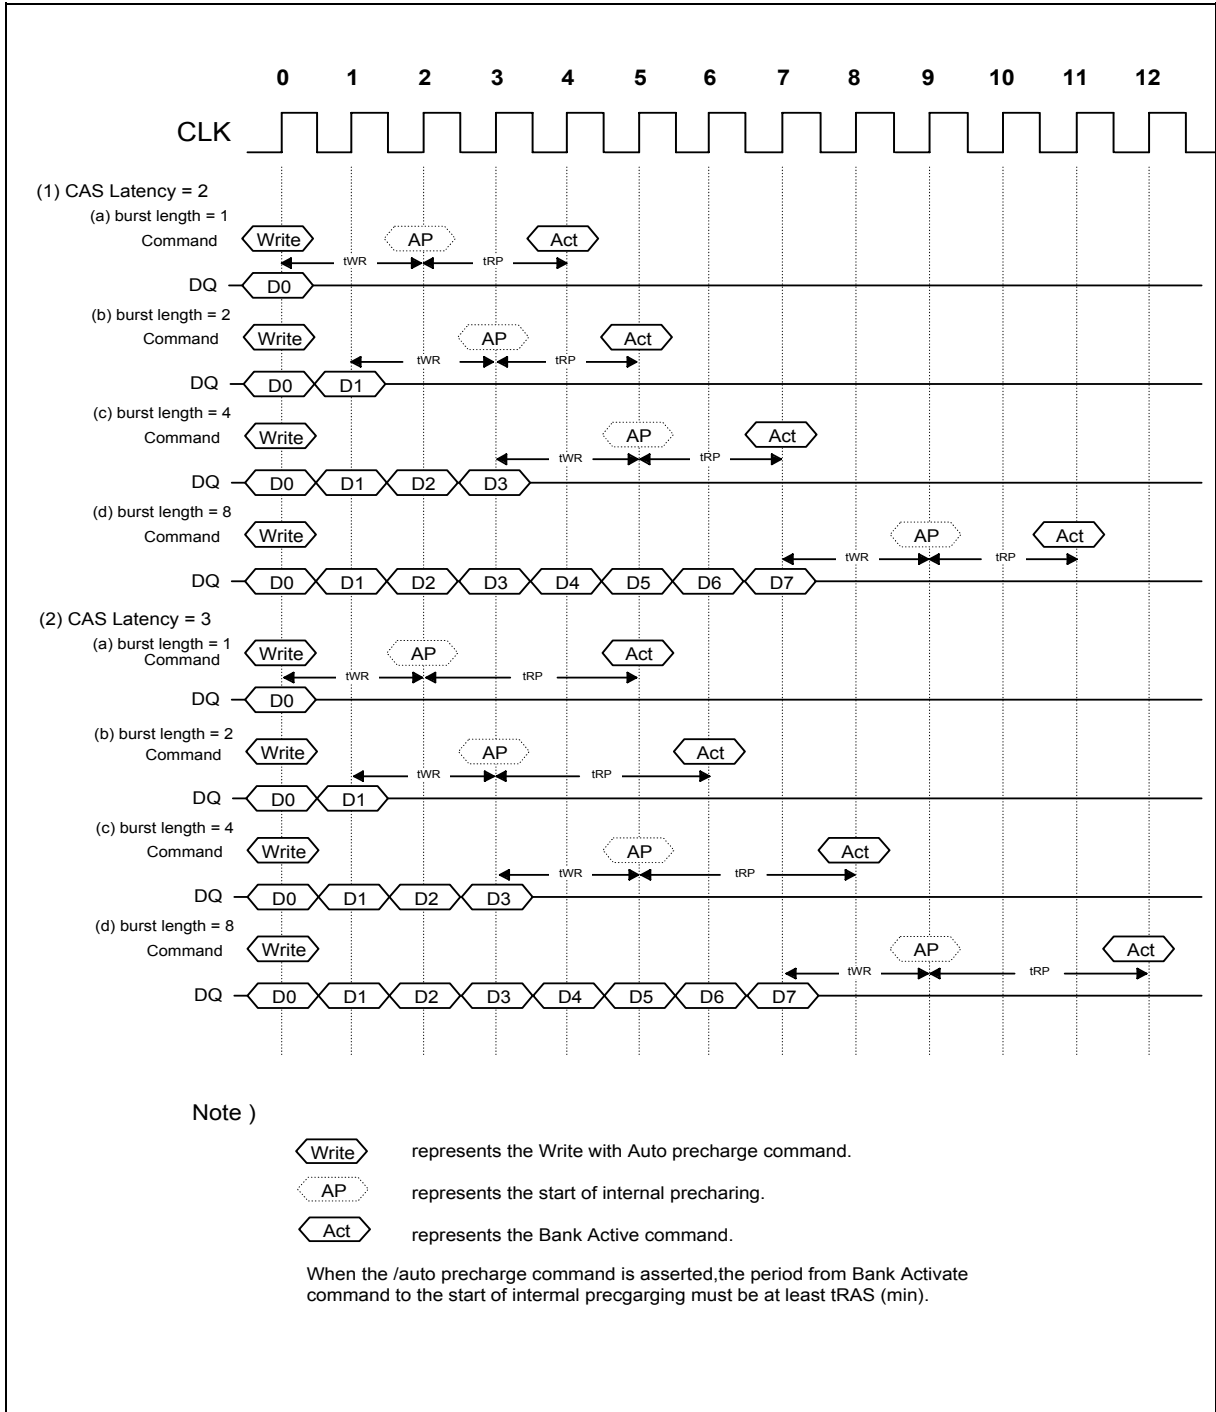 0 1 2 3 4 5 6 7 8 9 10 11 12
CLK
(1) CAS Latency = 2
(a) burst length = 1
Command Write AP Act
tWR tRP
DQ D0
(b) burst length = 2
Command Write AP Act
tWR tRP
DQ D0 D1
(c) burst length = 4
Command Write AP Act
tWR tRP
DQ D0 D1 D2 D3
(d) burst length = 8
Command Write AP Act
tWR tRP
DQ D0 D1 D2 D3 D4 D5 D6 D7
(2) CAS Latency = 3
(a) burst length = 1
Command Write AP Act
tWR tRP
DQ D0
(b) burst length = 2
Command Write AP Act
tWR tRP
DQ D0 D1
(c) burst length = 4
Command Write AP Act
tWR tRP
DQ D0 D1 D2 D3
(d) burst length = 8
Command Write AP Act
tWR tRP
DQ D0 D1 D2 D3 D4 D5 D6 D7
Note )
Write represents the Write with Auto precharge command.
AP represents the start of internal precharing.
Act represents the Bank Active command.
When the /auto precharge command is asserted,the period from Bank Activate
command to the start of intermal precgarging must be at least tRAS (min).